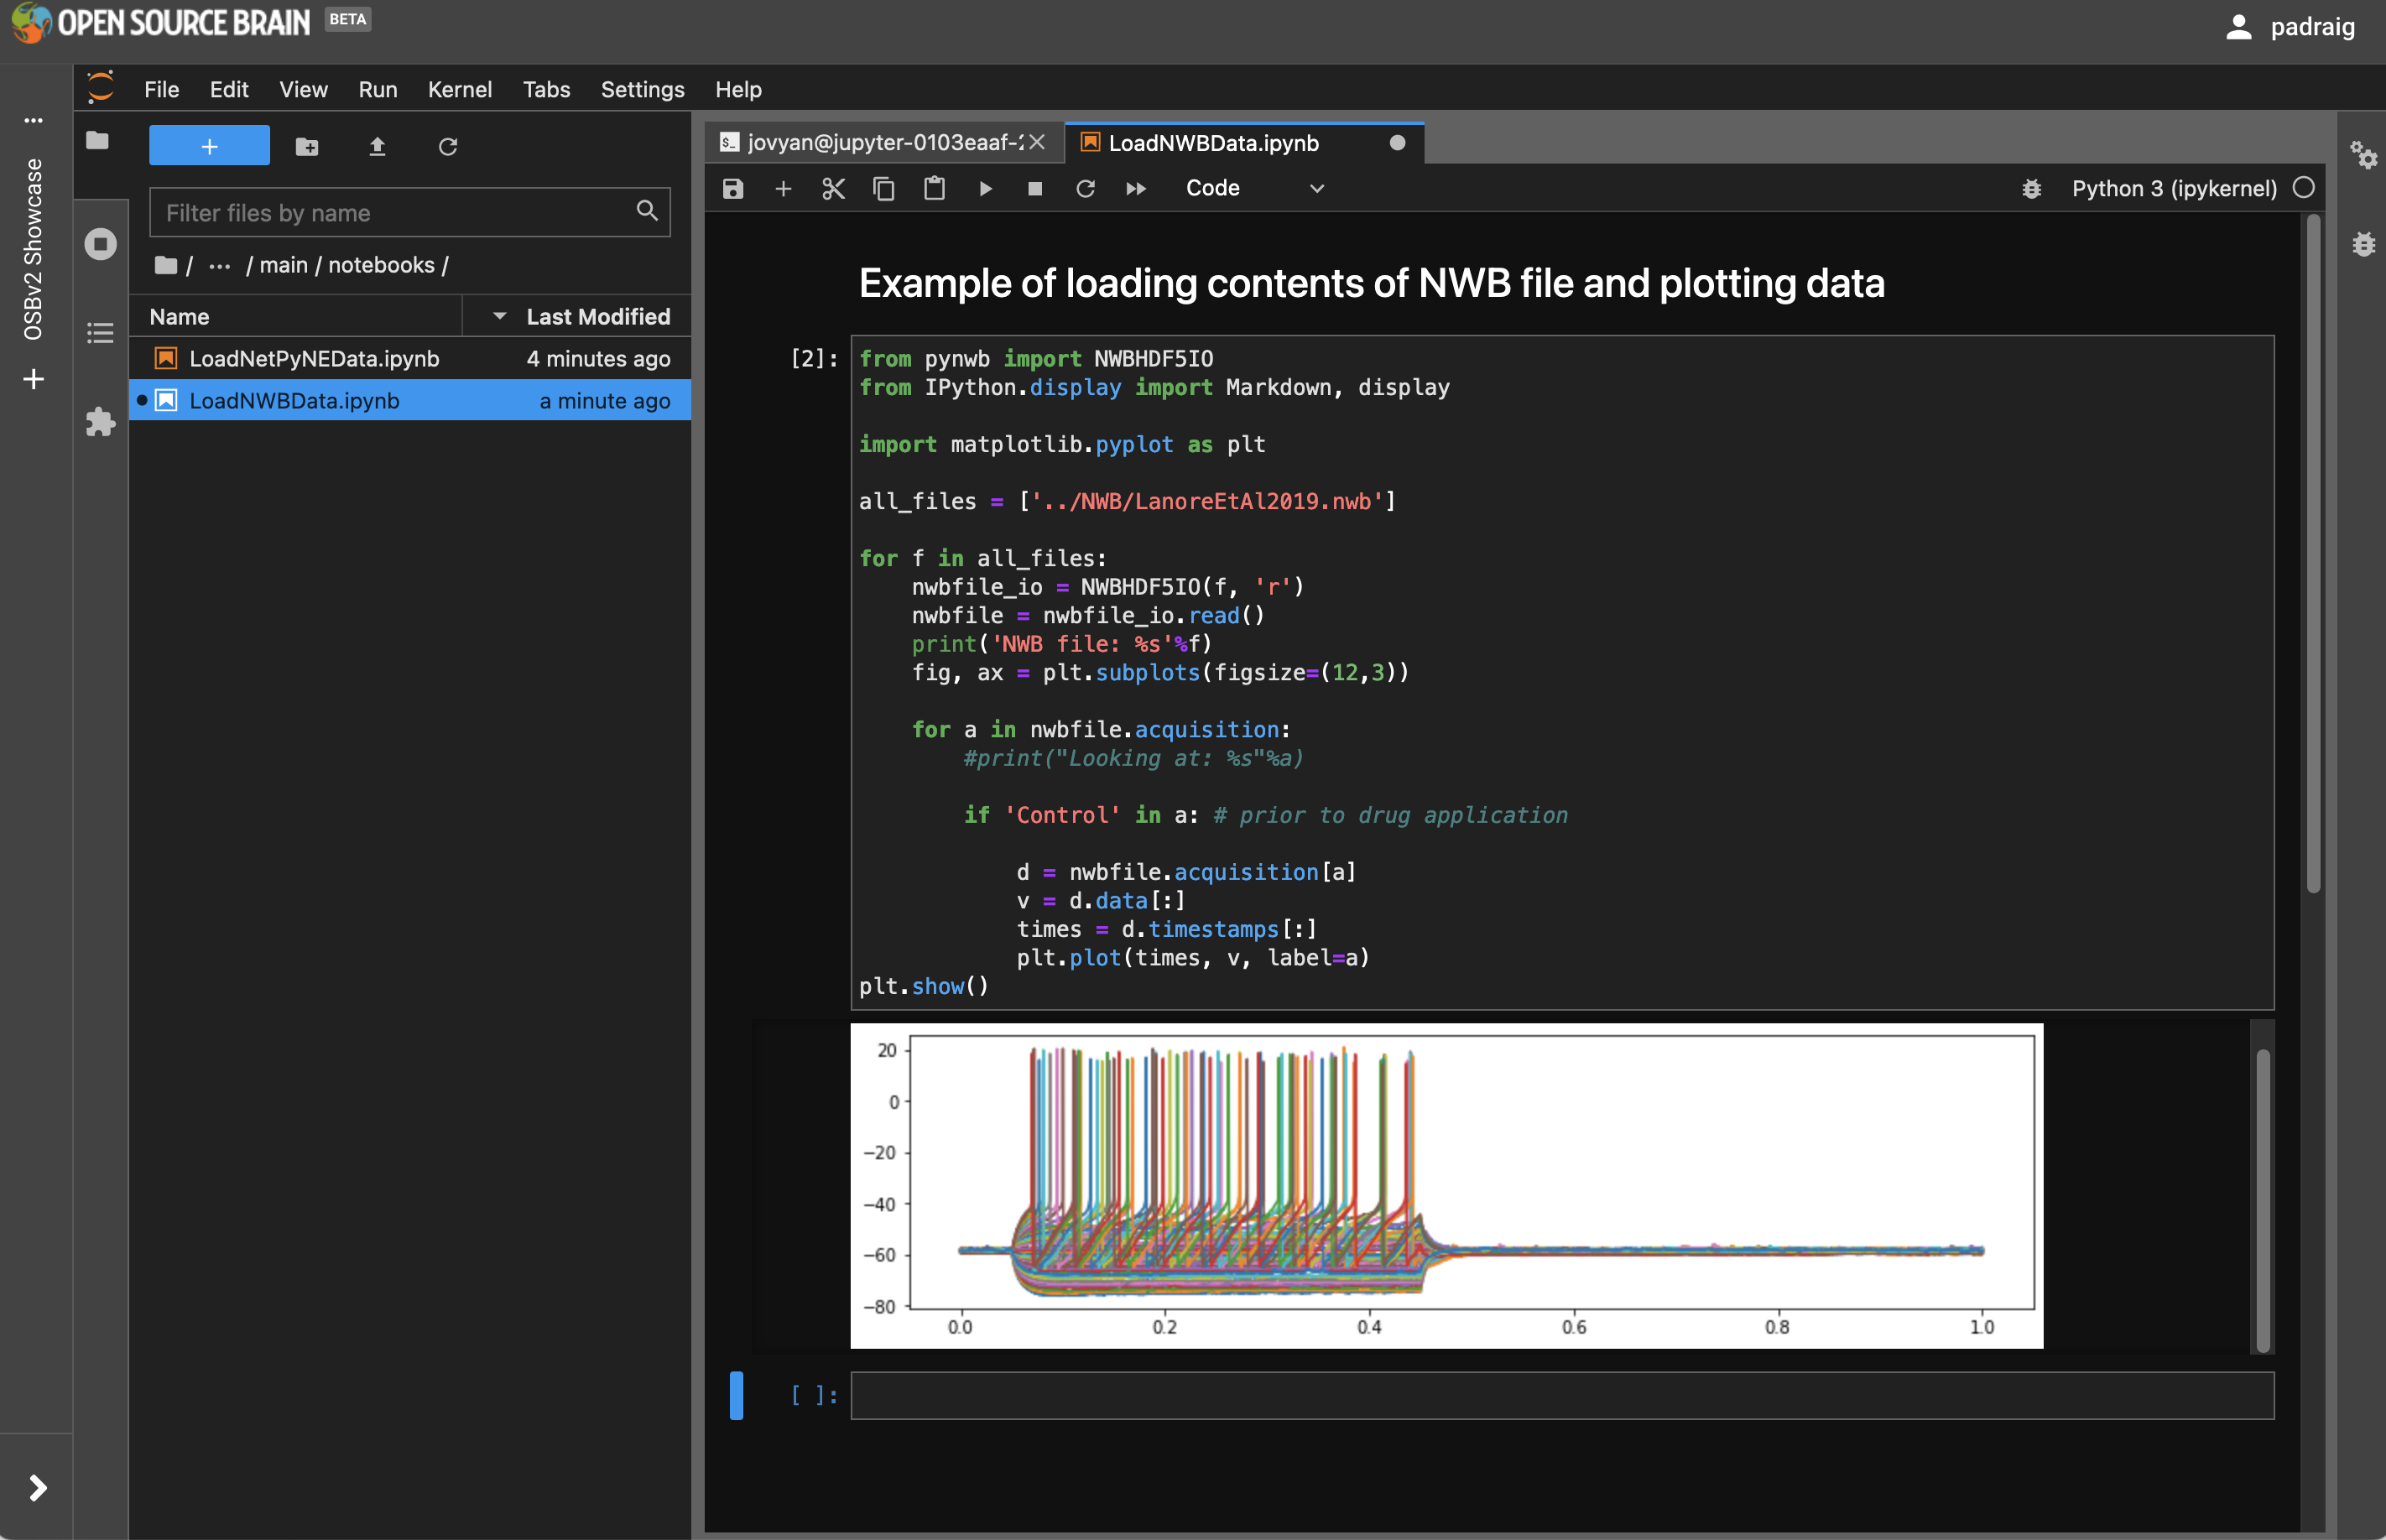 OPEN SOURCE BRAIN BETA
padraig
File Edit View Run Kernel Tabs Settings Help
OSBv2 Showcase
Filter files by name
/ ... / main / notebooks /
Name Last Modified
LoadNetPyNEData.ipynb 4 minutes ago
LoadNWBData.ipynb a minute ago
jovyan@jupyter-0103eaaf-
LoadNWBData.ipynb
Code
Python 3 (ipykernel)
Example of loading contents of NWB file and plotting data
[2]: from pynwb import NWBHDF5IO
from IPython.display import Markdown, display
import matplotlib.pyplot as plt
all_files = ['../NWB/LanoreEtAl2019.nwb']
for f in all_files:
    nwbfile_io = NWBHDF5IO(f, 'r')
    nwbfile = nwbfile_io.read()
    print('NWB file: %s'%f)
    fig, ax = plt.subplots(figsize=(12,3))
    for a in nwbfile.acquisition:
        #print("Looking at: %s"%a)
        if 'Control' in a: # prior to drug application
            d = nwbfile.acquisition[a]
            v = d.data[:]
            times = d.timestamps[:]
            plt.plot(times, v, label=a)
plt.show()
20
0
−20
−40
−60
−80
0.0 0.2 0.4 0.6 0.8 1.0
[ ]: